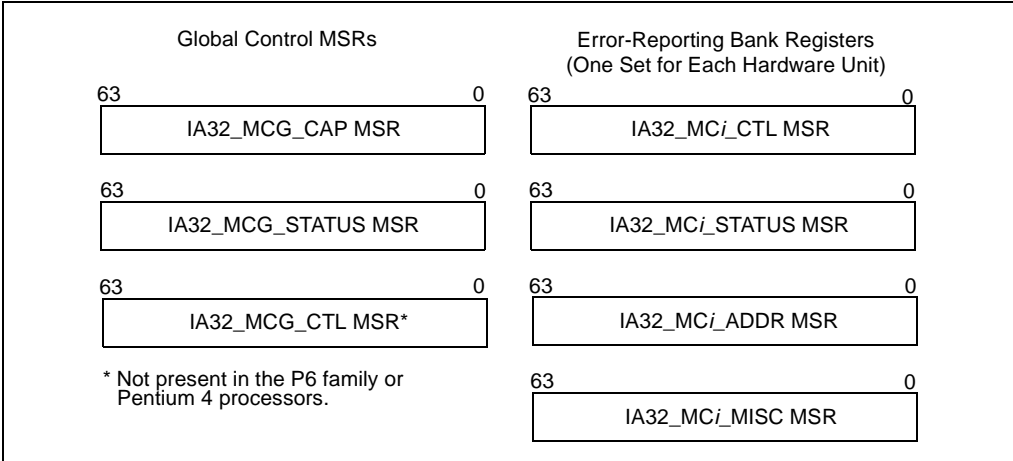 Global Control MSRs
63 0
IA32_MCG_CAP MSR
63 0
IA32_MCG_STATUS MSR
63 0
IA32_MCG_CTL MSR*
* Not present in the P6 family or
Pentium 4 processors.
Error-Reporting Bank Registers
(One Set for Each Hardware Unit)
63 0
IA32_MCi_CTL MSR
63 0
IA32_MCi_STATUS MSR
63 0
IA32_MCi_ADDR MSR
63 0
IA32_MCi_MISC MSR